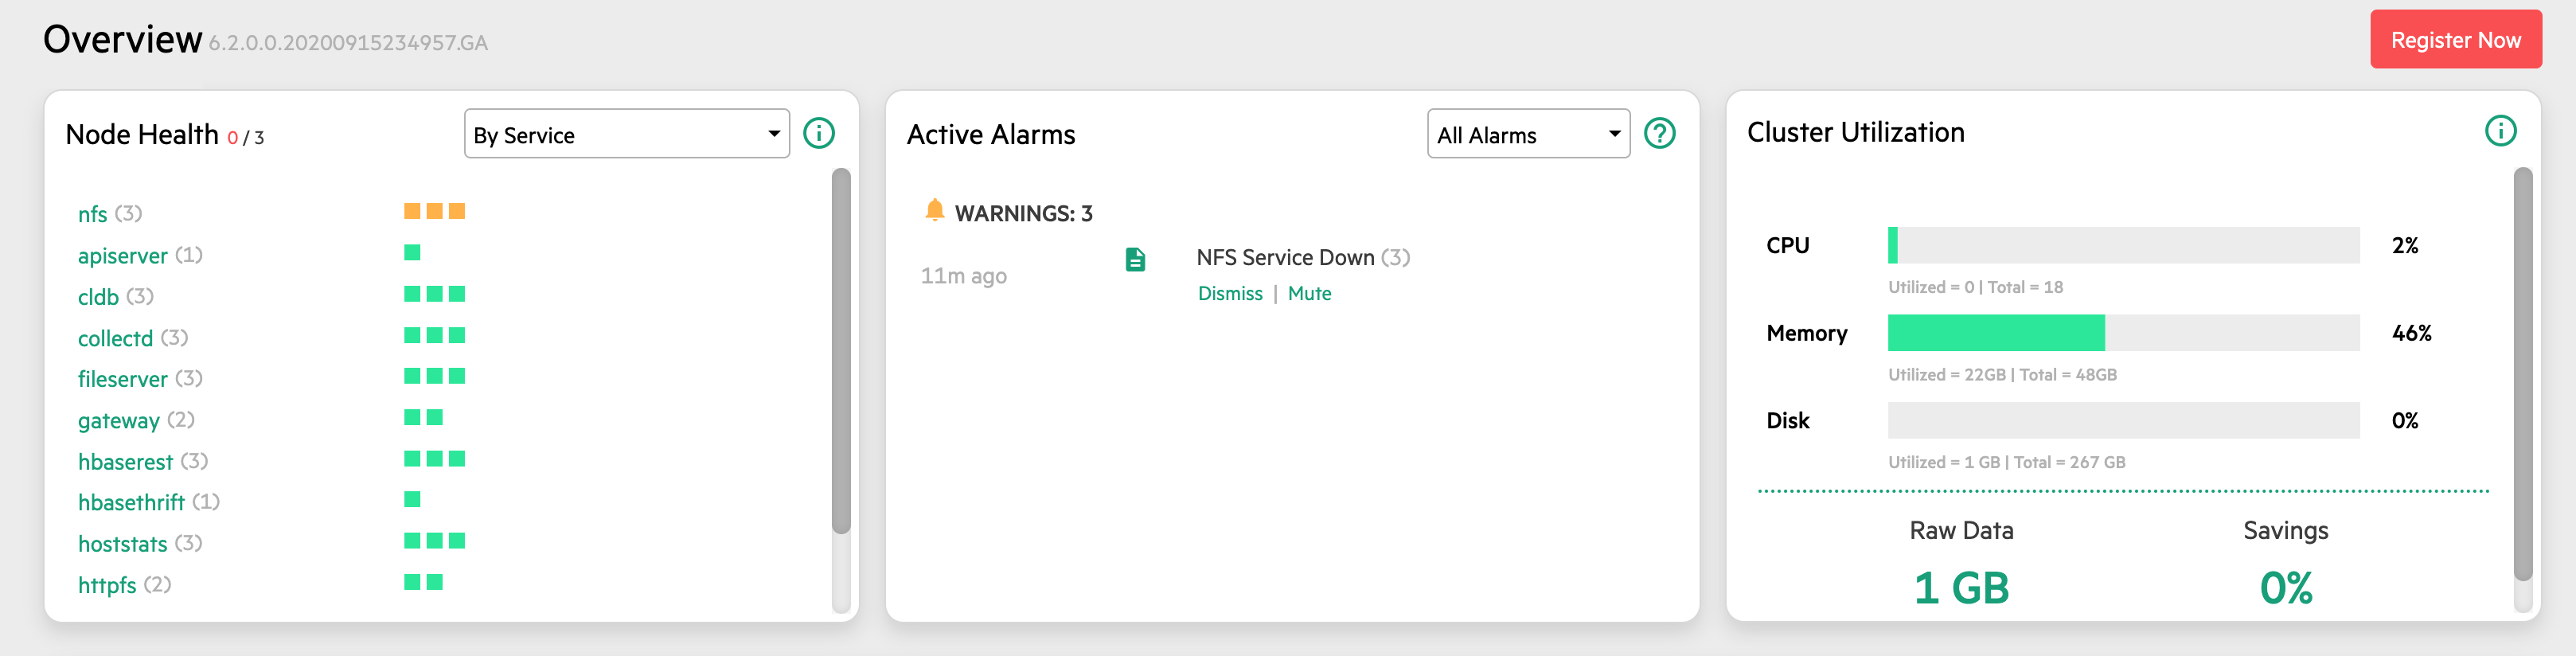 Overview 6.2.0.0.20200915234957.GA
Register Now
Node Health 0 / 3
By Service
nfs (3)
apiserver (1)
cldb (3)
collectd (3)
fileserver (3)
gateway (2)
hbaserest (3)
hbasethrift (1)
hoststats (3)
httpfs (2)
Active Alarms
All Alarms
WARNINGS: 3
11m ago
NFS Service Down (3)
Dismiss | Mute
Cluster Utilization
CPU 2%
Utilized = 0 | Total = 18
Memory 46%
Utilized = 22GB | Total = 48GB
Disk 0%
Utilized = 1 GB | Total = 267 GB
Raw Data
1 GB
Savings
0%